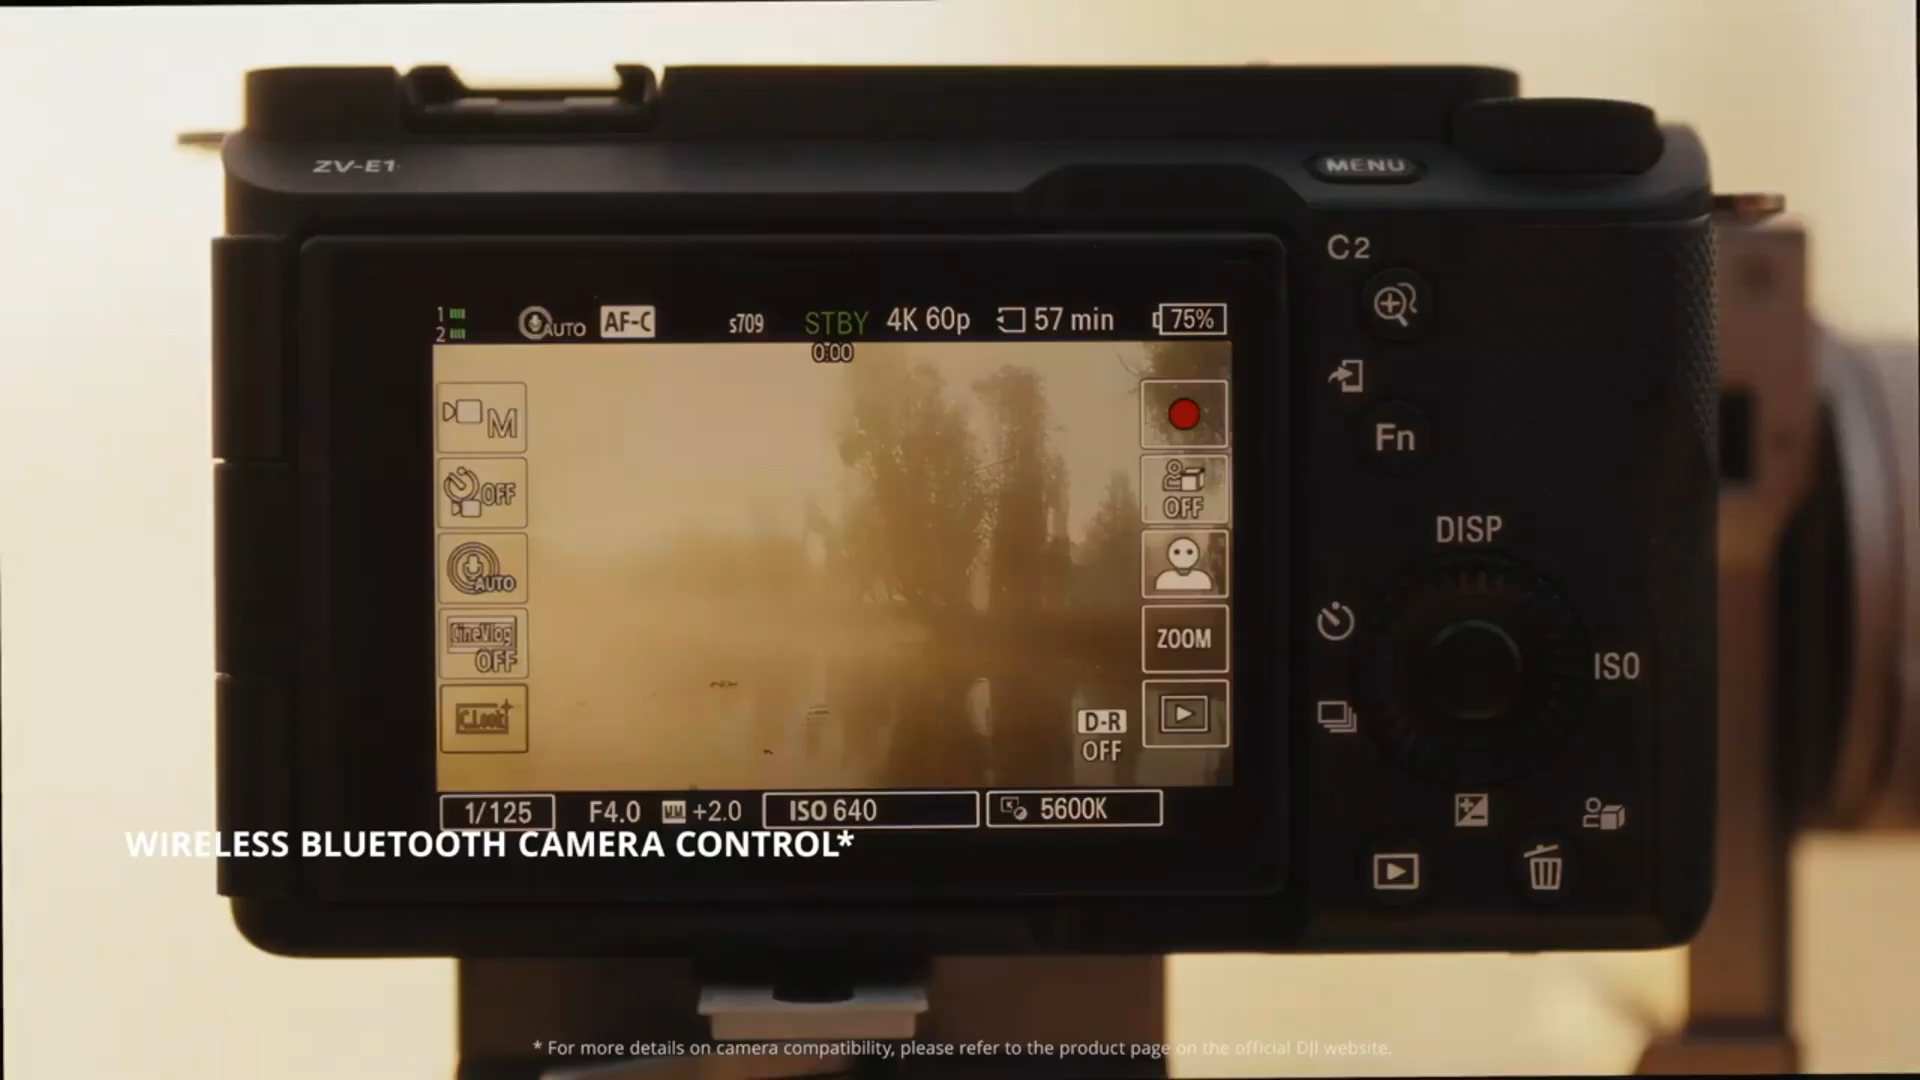 ZV-E1
MENU
C2
1
2
AUTO
AF-C
s709
STBY
4K 60p
57 min
75%
0:00
M
OFF
OFF
AUTO
CineVlog
OFF
C.Look
ZOOM
D-R
OFF
Fn
DISP
ISO
1/125
F4.0
+2.0
ISO 640
5600K
WIRELESS BLUETOOTH CAMERA CONTROL*
* For more details on camera compatibility, please refer to the product page on the official DJI website.